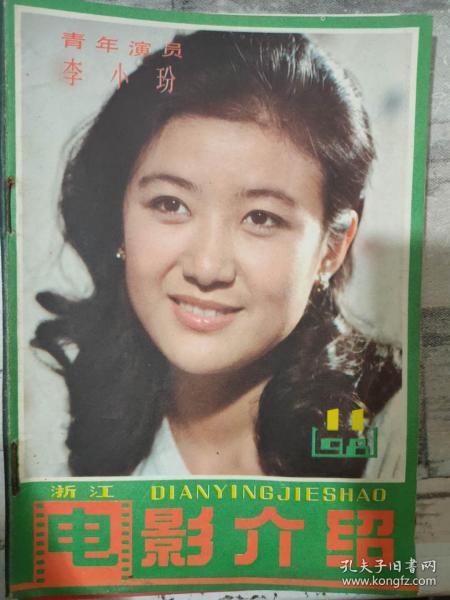 青年演员
李小玢
11
1981
浙江 DIANYINGJIESHAO
电影介绍
孔夫子旧书网
www.kongfz.com